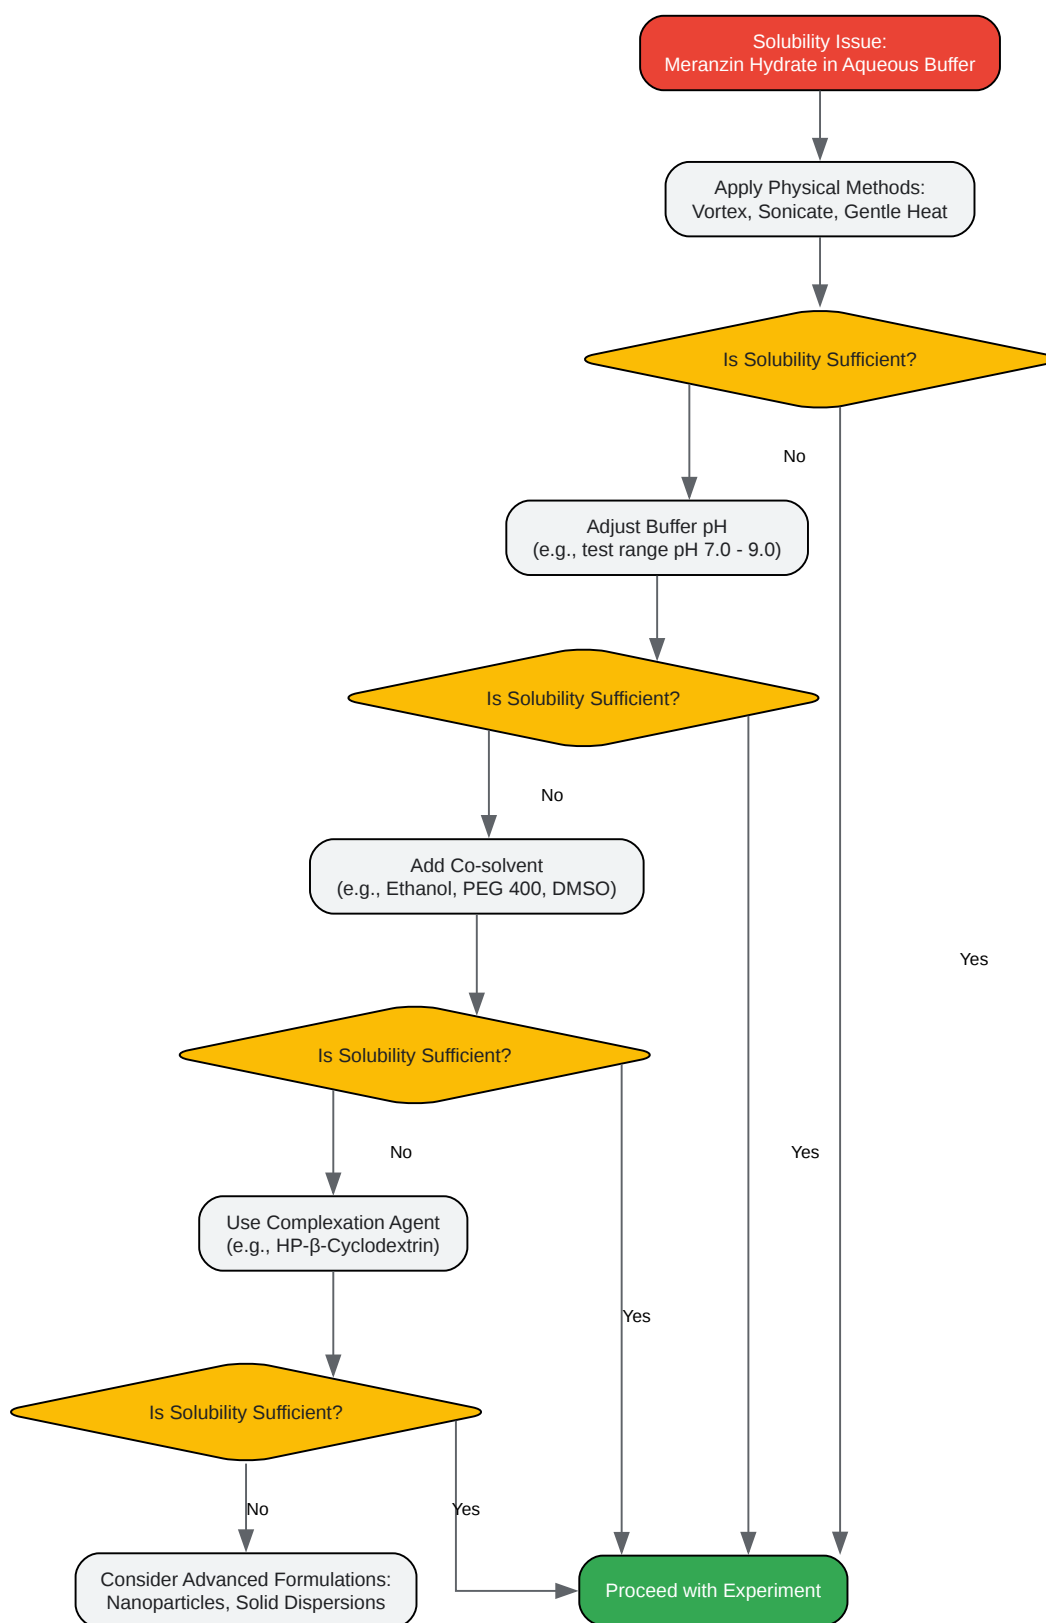 Solubility Issue:
Meranzin Hydrate in Aqueous Buffer
Apply Physical Methods:
Vortex, Sonicate, Gentle Heat
Is Solubility Sufficient?
No
Adjust Buffer pH
(e.g., test range pH 7.0 - 9.0)
Is Solubility Sufficient?
No
Add Co-solvent
(e.g., Ethanol, PEG 400, DMSO)
Yes
Is Solubility Sufficient?
No
Yes
Use Complexation Agent
(e.g., HP-β-Cyclodextrin)
Yes
Is Solubility Sufficient?
No
Yes
Consider Advanced Formulations:
Nanoparticles, Solid Dispersions
Proceed with Experiment